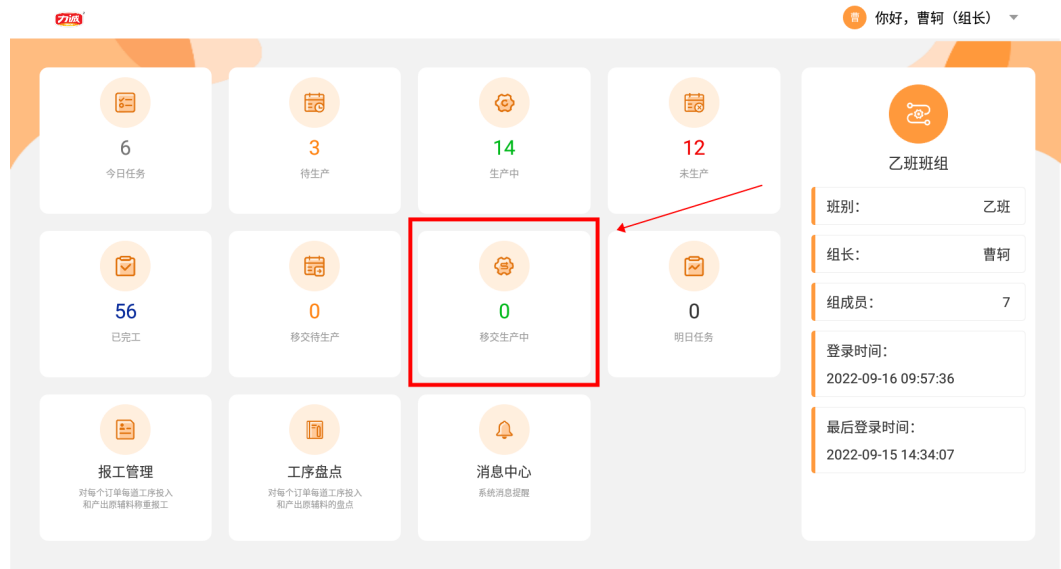 力诚
曹 你好，曹轲（组长）
6
今日任务
3
待生产
14
生产中
12
未生产
56
已完工
0
移交待生产
0
移交生产中
0
明日任务
报工管理
对每个订单每道工序投入
和产出原辅料称重报工
工序盘点
对每个订单每道工序投入
和产出原辅料的盘点
消息中心
系统消息提醒
乙班班组
班别： 乙班
组长： 曹轲
组成员： 7
登录时间：
2022-09-16 09:57:36
最后登录时间：
2022-09-15 14:34:07